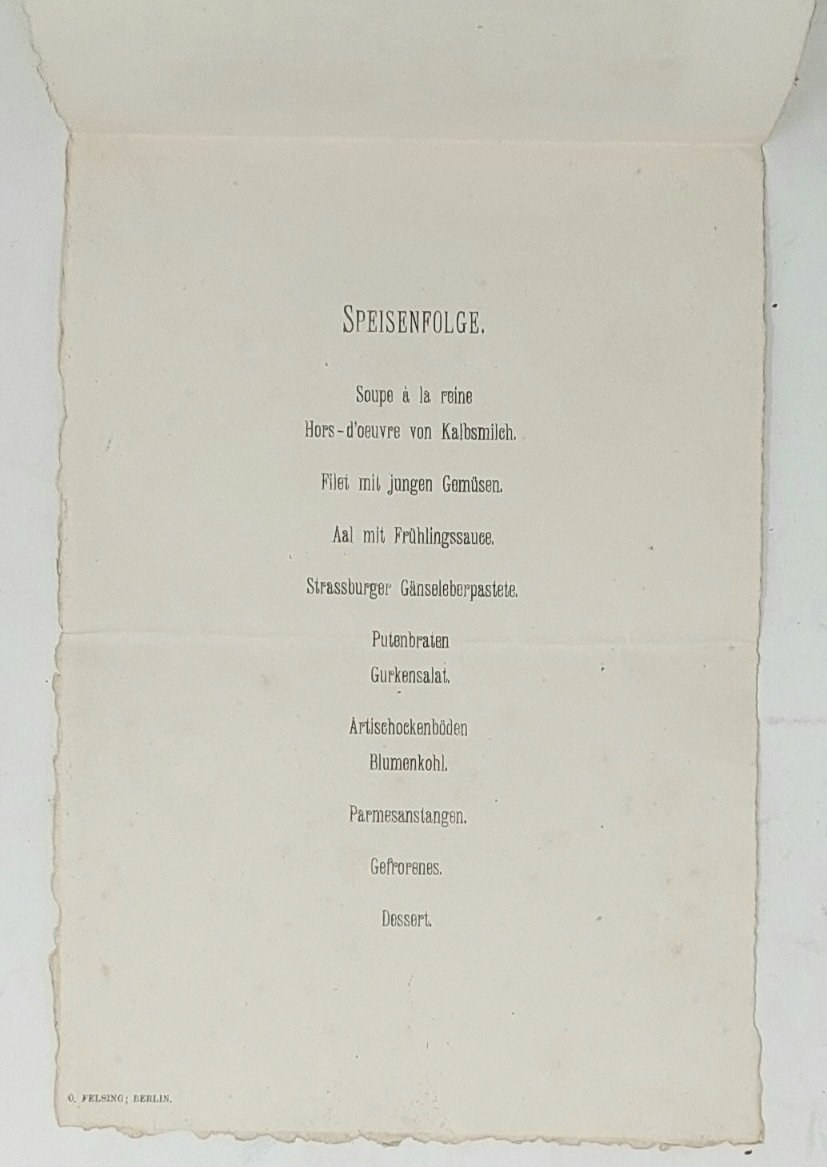 SPEISENFOLGE.
Soupe à la reine
Hors-d'oeuvre von Kalbsmilch.
Filet mit jungen Gemüsen.
Aal mit Frühlingssauce.
Strassburger Gänseleberpastete.
Putenbraten
Gurkensalat.
Artischockenböden
Blumenkohl.
Parmesanstangen.
Gefrorenes.
Dessert.
O. FELSING; BERLIN.